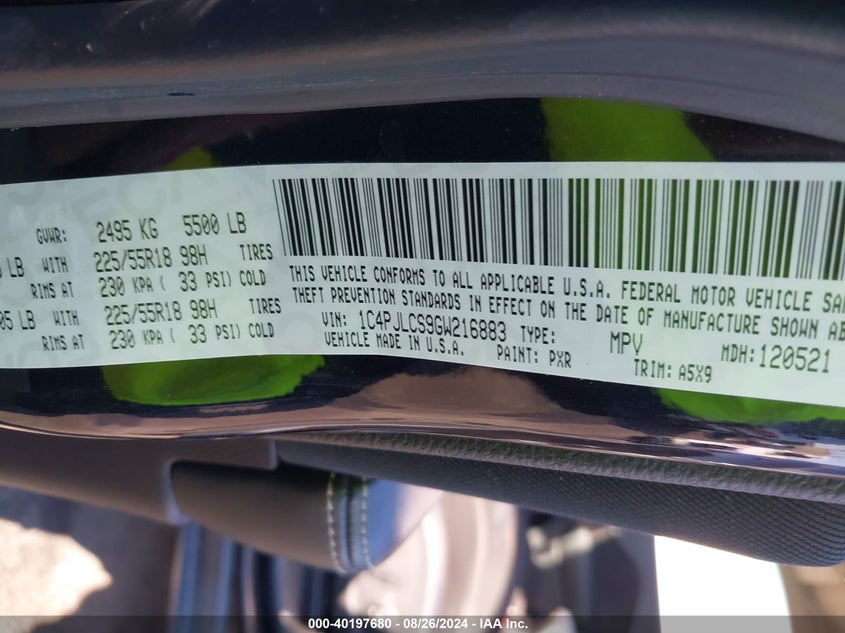 GVWR: 2495 KG 5500 LB
LB WITH 225/55R18 98H TIRES
RIMS AT 230 KPA ( 33 PSI) COLD
05 LB WITH 225/55R18 98H TIRES
RIMS AT 230 KPA ( 33 PSI) COLD
THIS VEHICLE CONFORMS TO ALL APPLICABLE U.S.A. FEDERAL MOTOR VEHICLE SA
THEFT PREVENTION STANDARDS IN EFFECT ON THE DATE OF MANUFACTURE SHOWN AB
VIN: 1C4PJLCS9GW216883 TYPE: MPV MDH:120521
VEHICLE MADE IN U.S.A. PAINT: PXR TRIM: A5X9
000-40197680 - 08/26/2024 - IAA Inc.